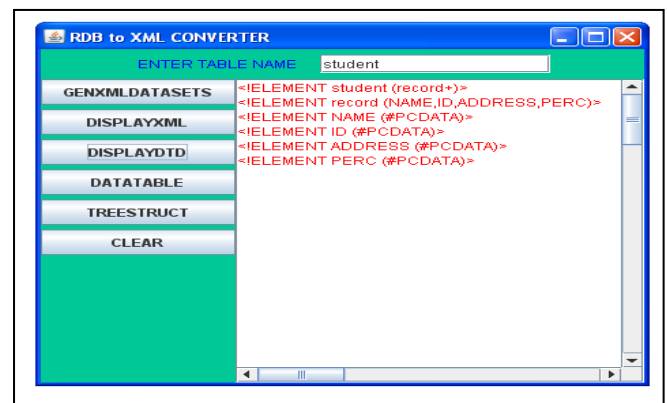 RDB to XML CONVERTER
ENTER TABLE NAME student
GENXMLDATASETS
DISPLAYXML
DISPLAYDTD
DATATABLE
TREESTRUCT
CLEAR
<!ELEMENT student (record+)>
<!ELEMENT record (NAME,ID,ADDRESS,PERC)>
<!ELEMENT NAME (#PCDATA)>
<!ELEMENT ID (#PCDATA)>
<!ELEMENT ADDRESS (#PCDATA)>
<!ELEMENT PERC (#PCDATA)>